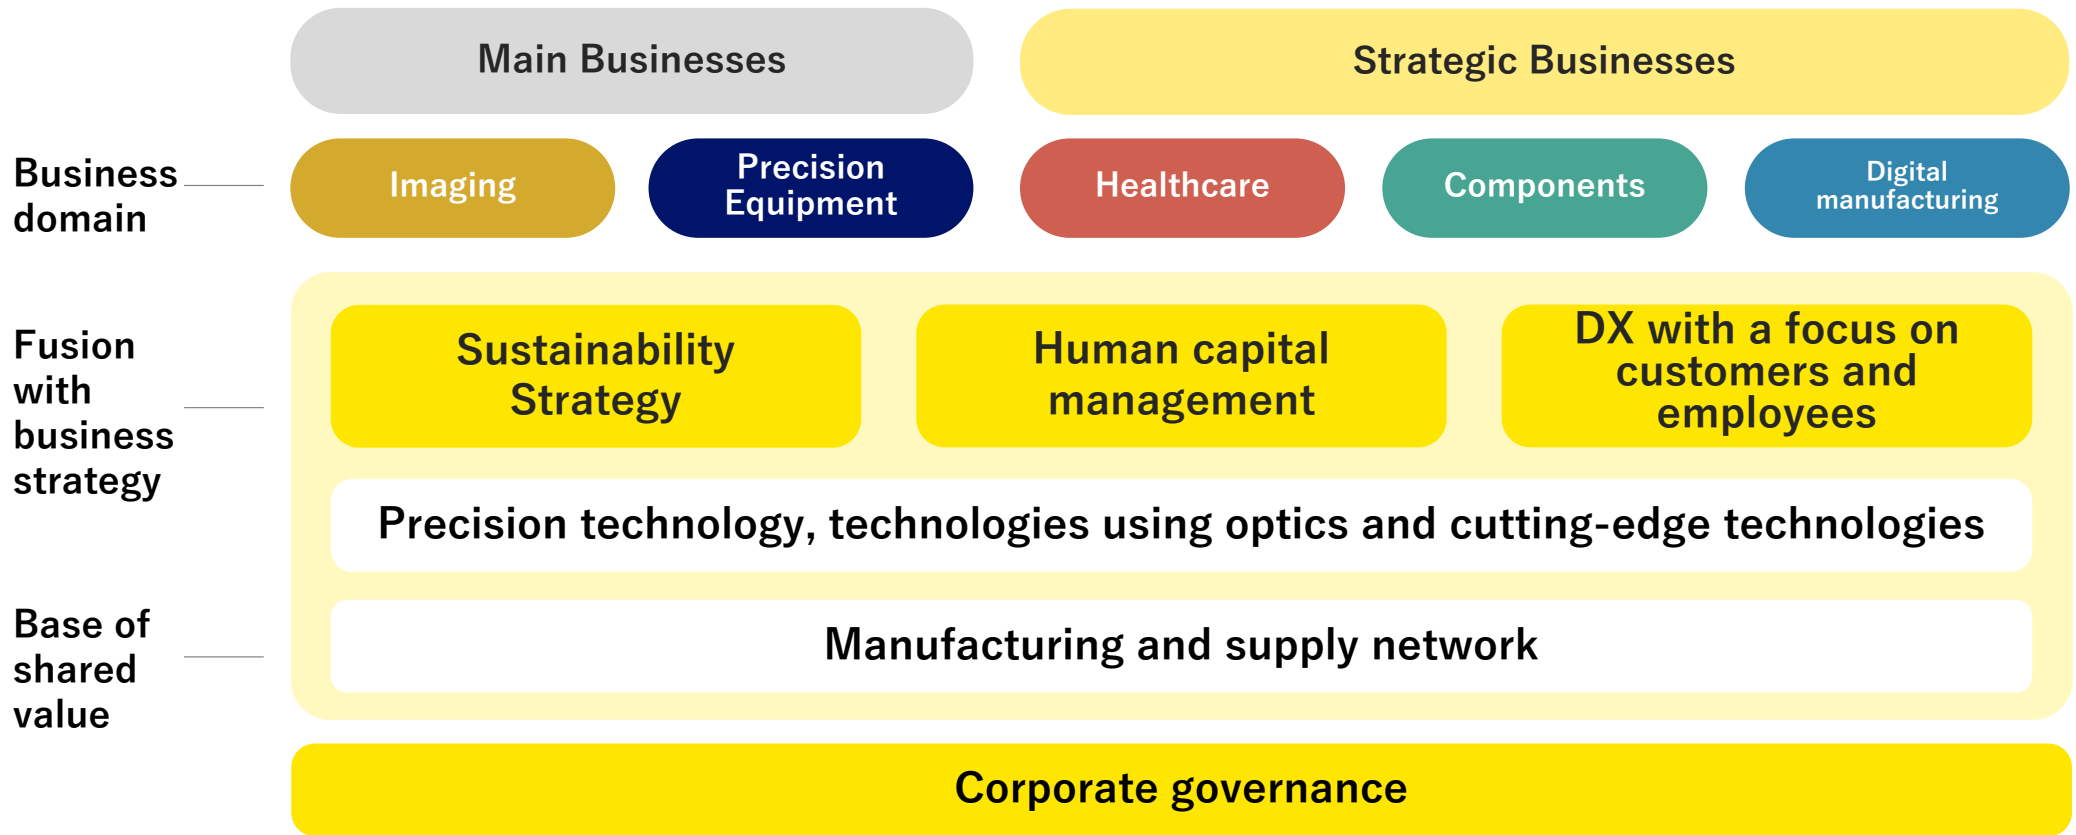 Main Businesses
Strategic Businesses
Business
domain
Imaging
Precision
Equipment
Healthcare
Components
Digital
manufacturing
Fusion
with
business
strategy
Sustainability
Strategy
Human capital
management
DX with a focus on
customers and
employees
Precision technology, technologies using optics and cutting-edge technologies
Base of
shared
value
Manufacturing and supply network
Corporate governance